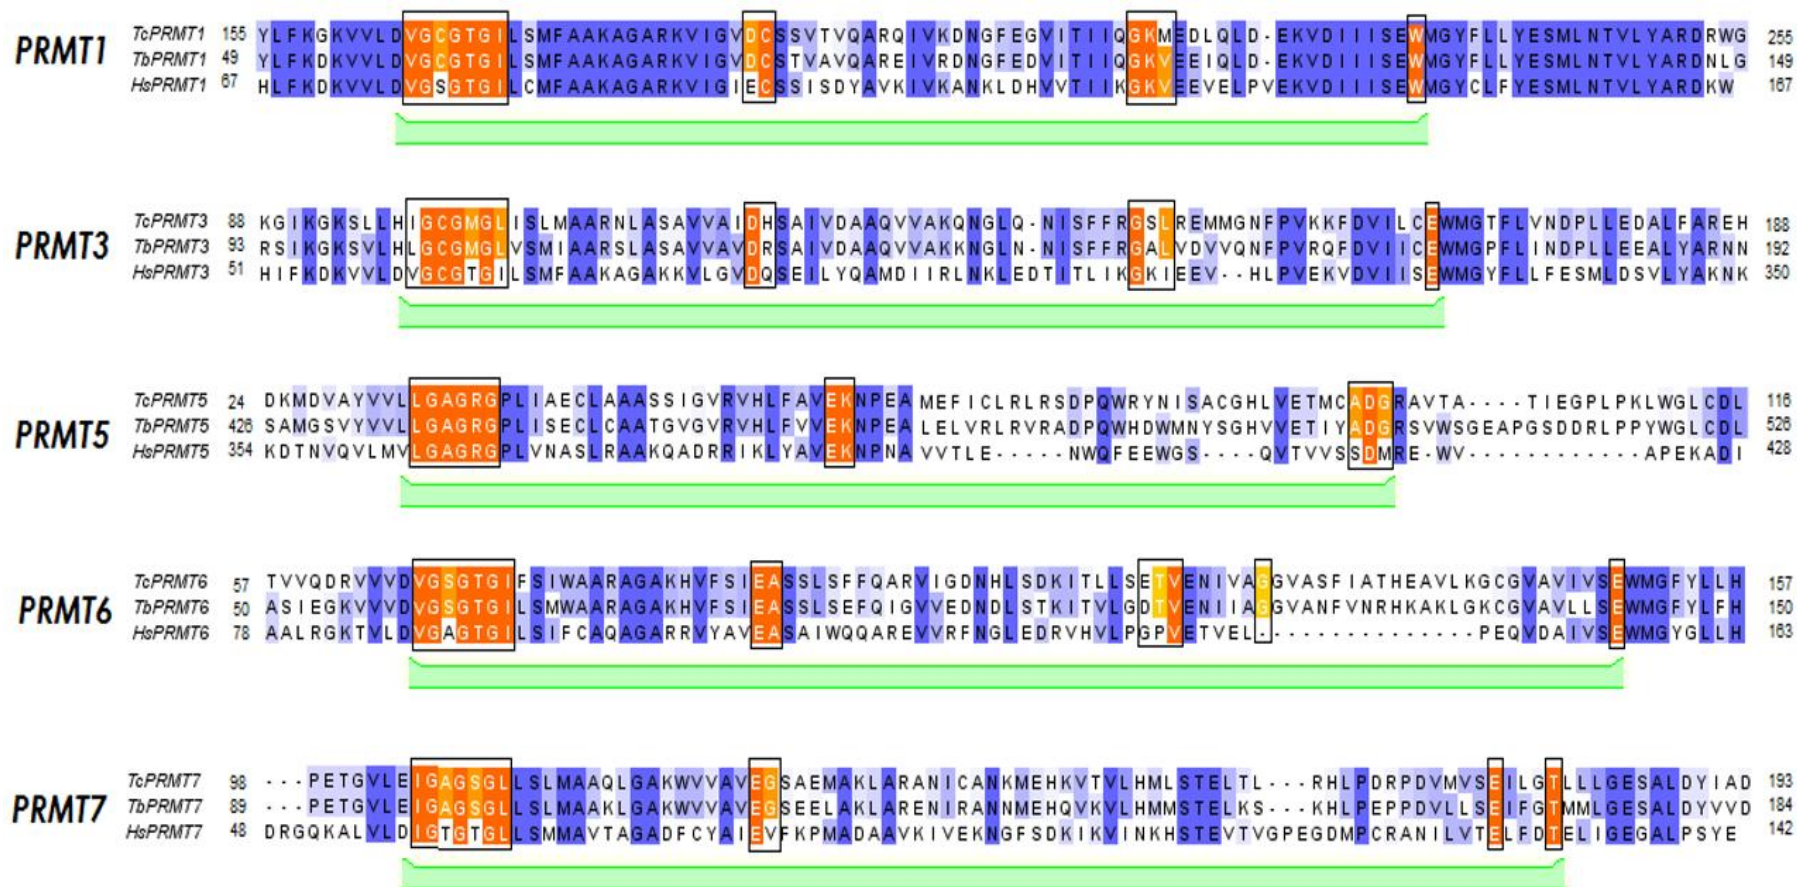 PRMT1
TcPRMT1 155 YLFKGKVVLDVGCGTGILSMFAAKAGARKVIGVDCSSVTVQARQIVKDNGFEGVITIIQGKMEDLQLD-EKVDIIISEWMGYFLLYESMLNTVLYARDRWG 255
TbPRMT1 49 YLFKDKVVLDVGCGTGILSMFAAKAGARKVIGVDCSTVAVQAREIVRDNGFEDVITIIQGKVEEIQLD-EKVDIIISEWMGYFLLYESMLNTVLYARDNLG 149
HsPRMT1 67 HLFKDKVVLDVGSGTGILCMFAAKAGARKVIGIECSSISDYAVKIVKANKLDHVVTIIKGKVEEVELPVEKVDIIISEWMGYCLFYESMLNTVLYARDKW 167
PRMT3
TcPRMT3 88 KGIKGKSLLHIGCGMGLISLMAARNLASAVVAIDHSAIVDAAQVVAKQNGLQ-NISFFRGSLREMMGNFPVKKFDVILCEWMGTFLVNDPLLEDALFAREH 188
TbPRMT3 93 RSIKGKSVLHLGCGMGLVSMIAARSLASAVVAVDRSAIVDAAQVVAKKNGLN-NISFFRGALVDVVQNFPVRQFDVIICEWMGPFLINDPLLEEALYARNN 192
HsPRMT3 51 HIFKDKVVLDVGCGTGILSMFAAKAGAKKVLGVDQSEILYQAMDIIRLNKLEDTITLIKGKIEEV--HLPVEKVDVIISEWMGYFLLFESMLDSVLYAKNK 350
PRMT5
TcPRMT5 24 DKMDVAYVVLLGAGRGPLIAECLAAASSIGVRVHLFAVEKNPEAMEFICLRLRSDPQWRYNISACGHLVETMCADGRAVTA----TIEGPLPKLWGLCDL 116
TbPRMT5 426 SAMGSVYVVLLGAGRGPLISECLCAATGVGVRVHLFVVEKNPEALELVRLRVRADPQWHDWMNYSGHVVETIYADGRSVWSGEAPGSDDRLPPYWGLCDL 526
HsPRMT5 354 KDTNVQVLMVLGAGRGPLVNASLRAAKQADRRIKLYAVEKNPNAVVTLE-----NWQFEEWGS----QVTVVSSDMRE-WV------------APEKADI 428
PRMT6
TcPRMT6 57 TVVQDRVVVDVGSGTGIFSIWAARAGAKHVFSIEASSLSFFQARVIGDNHLSDKITLLSETVENIVAGGVASFIATHEAVLKGCGVAVIVSEWMGFYLLH 157
TbPRMT6 50 ASIEGKVVVDVGSGTGILSMWAARAGAKHVFSIEASSLSEFQIGVVEDNDLSTKITVLGDTVENIIAGGVANFVNRHKAKLGKCGVAVLLSEWMGFYLFH 150
HsPRMT6 78 AALRGKTVLDVGAGTGILSIFCAQAGARRVYAVEASAIWQQAREVVRFNGLEDRVHVLPGPVETVEL---------------PEQVDAIVSEWMGYGLLH 163
PRMT7
TcPRMT7 98 ---PETGVLEIGAGSGLLSLMAAQLGAKWVVAVEGSAEMAKLARANICANKMEHKVTVLHMLSTELTL---RHLPDRPDVMVSEILGTLLLGESALDYIAD 193
TbPRMT7 89 ---PETGVLEIGAGSGLLSLMAAKLGAKWVVAVEGSEELAKLARENIRANNMEHQVKVLHMMSTELKS---KHLPEPPDVLLSEIFGTMMLGESALDYVVD 184
HsPRMT7 48 DRGQKALVLDIGTGTGLLSMMAVTAGADFCYAIEVFKPMADAAVKIVEKNGFSDKIKVINKHSTEVTVGPEGDMPCRANILVTELFDTELIGEGALPSYE 142